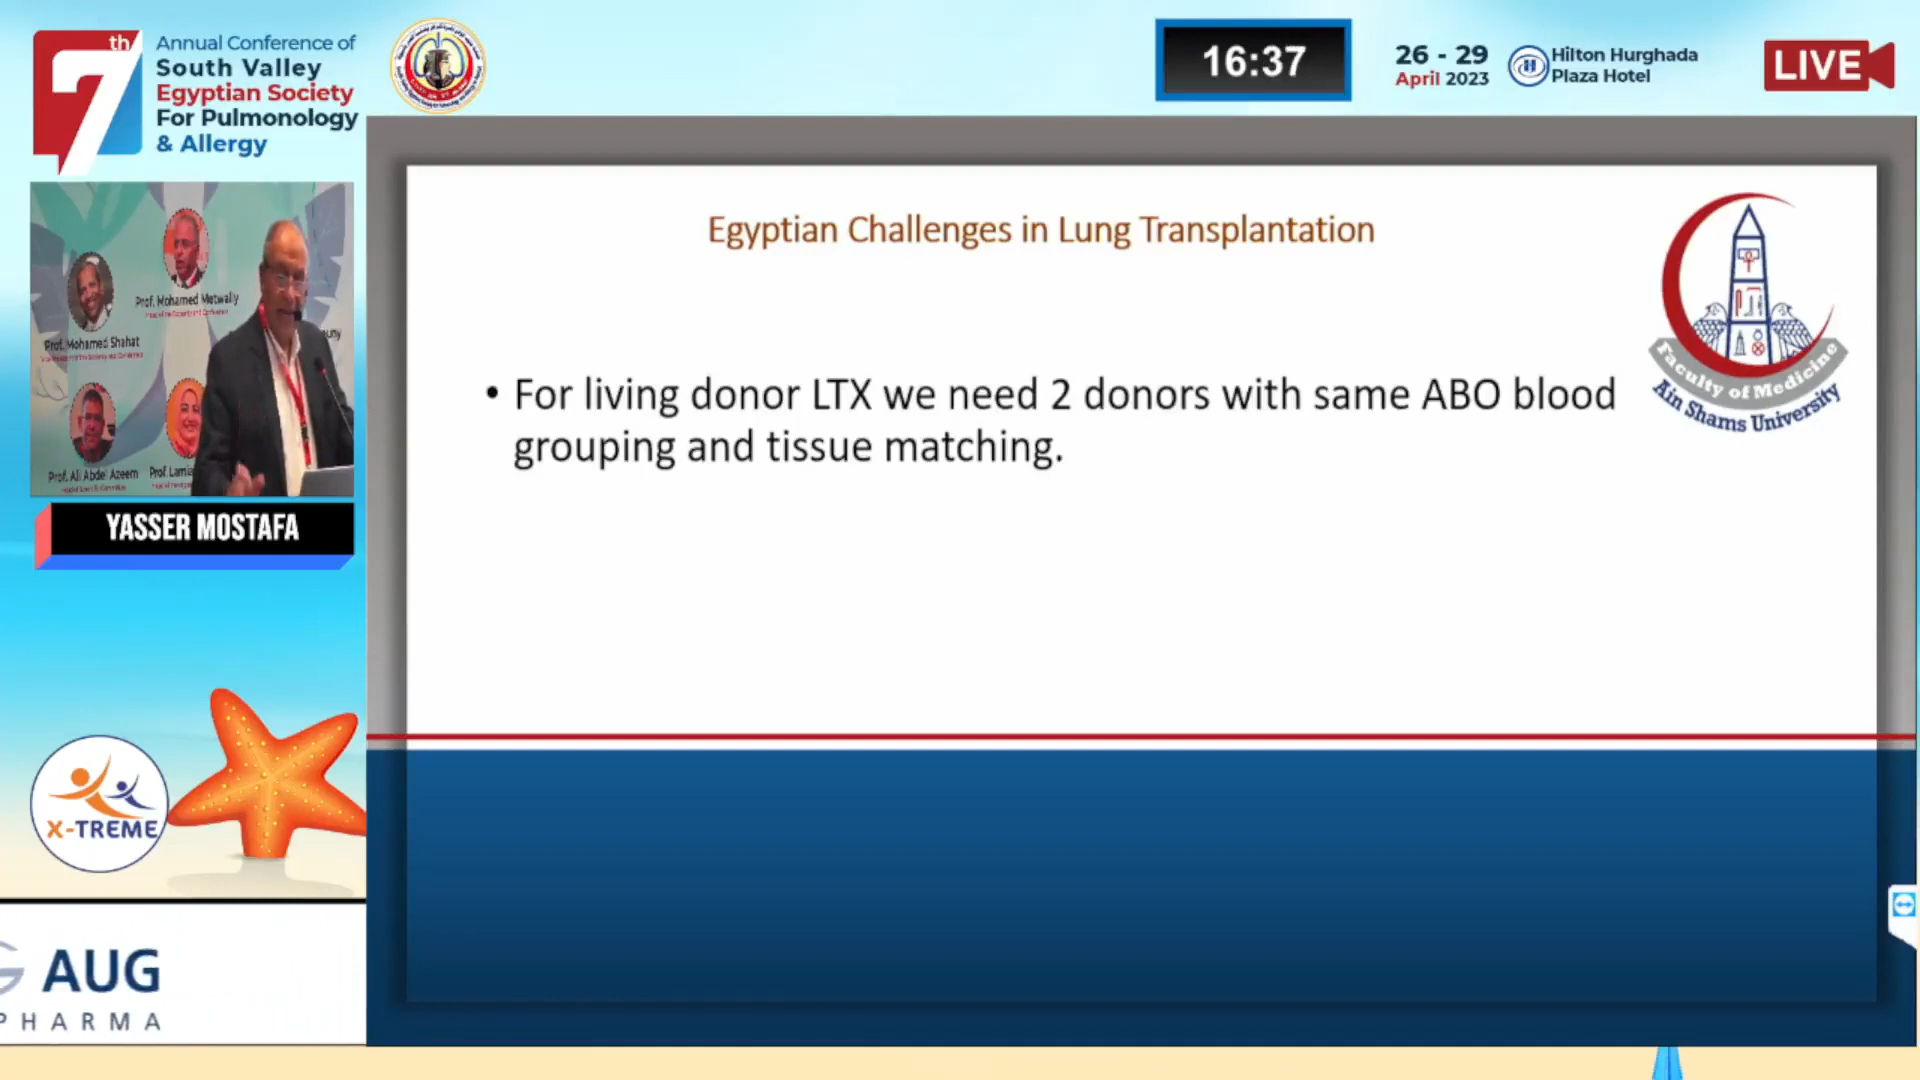 7th
Annual Conference of
South Valley
Egyptian Society
For Pulmonology
& Allergy
16:37
26 - 29
April 2023
Hilton Hurghada
Plaza Hotel
LIVE
Prof. Mohamed Metwally
Prof. Mohamed Shahat
Prof. Ali Abdel Azeem
Prof. Lamia
YASSER MOSTAFA
Egyptian Challenges in Lung Transplantation
• For living donor LTX we need 2 donors with same ABO blood
grouping and tissue matching.
Faculty of Medicine
Ain Shams University
X-TREME
AUG
PHARMA